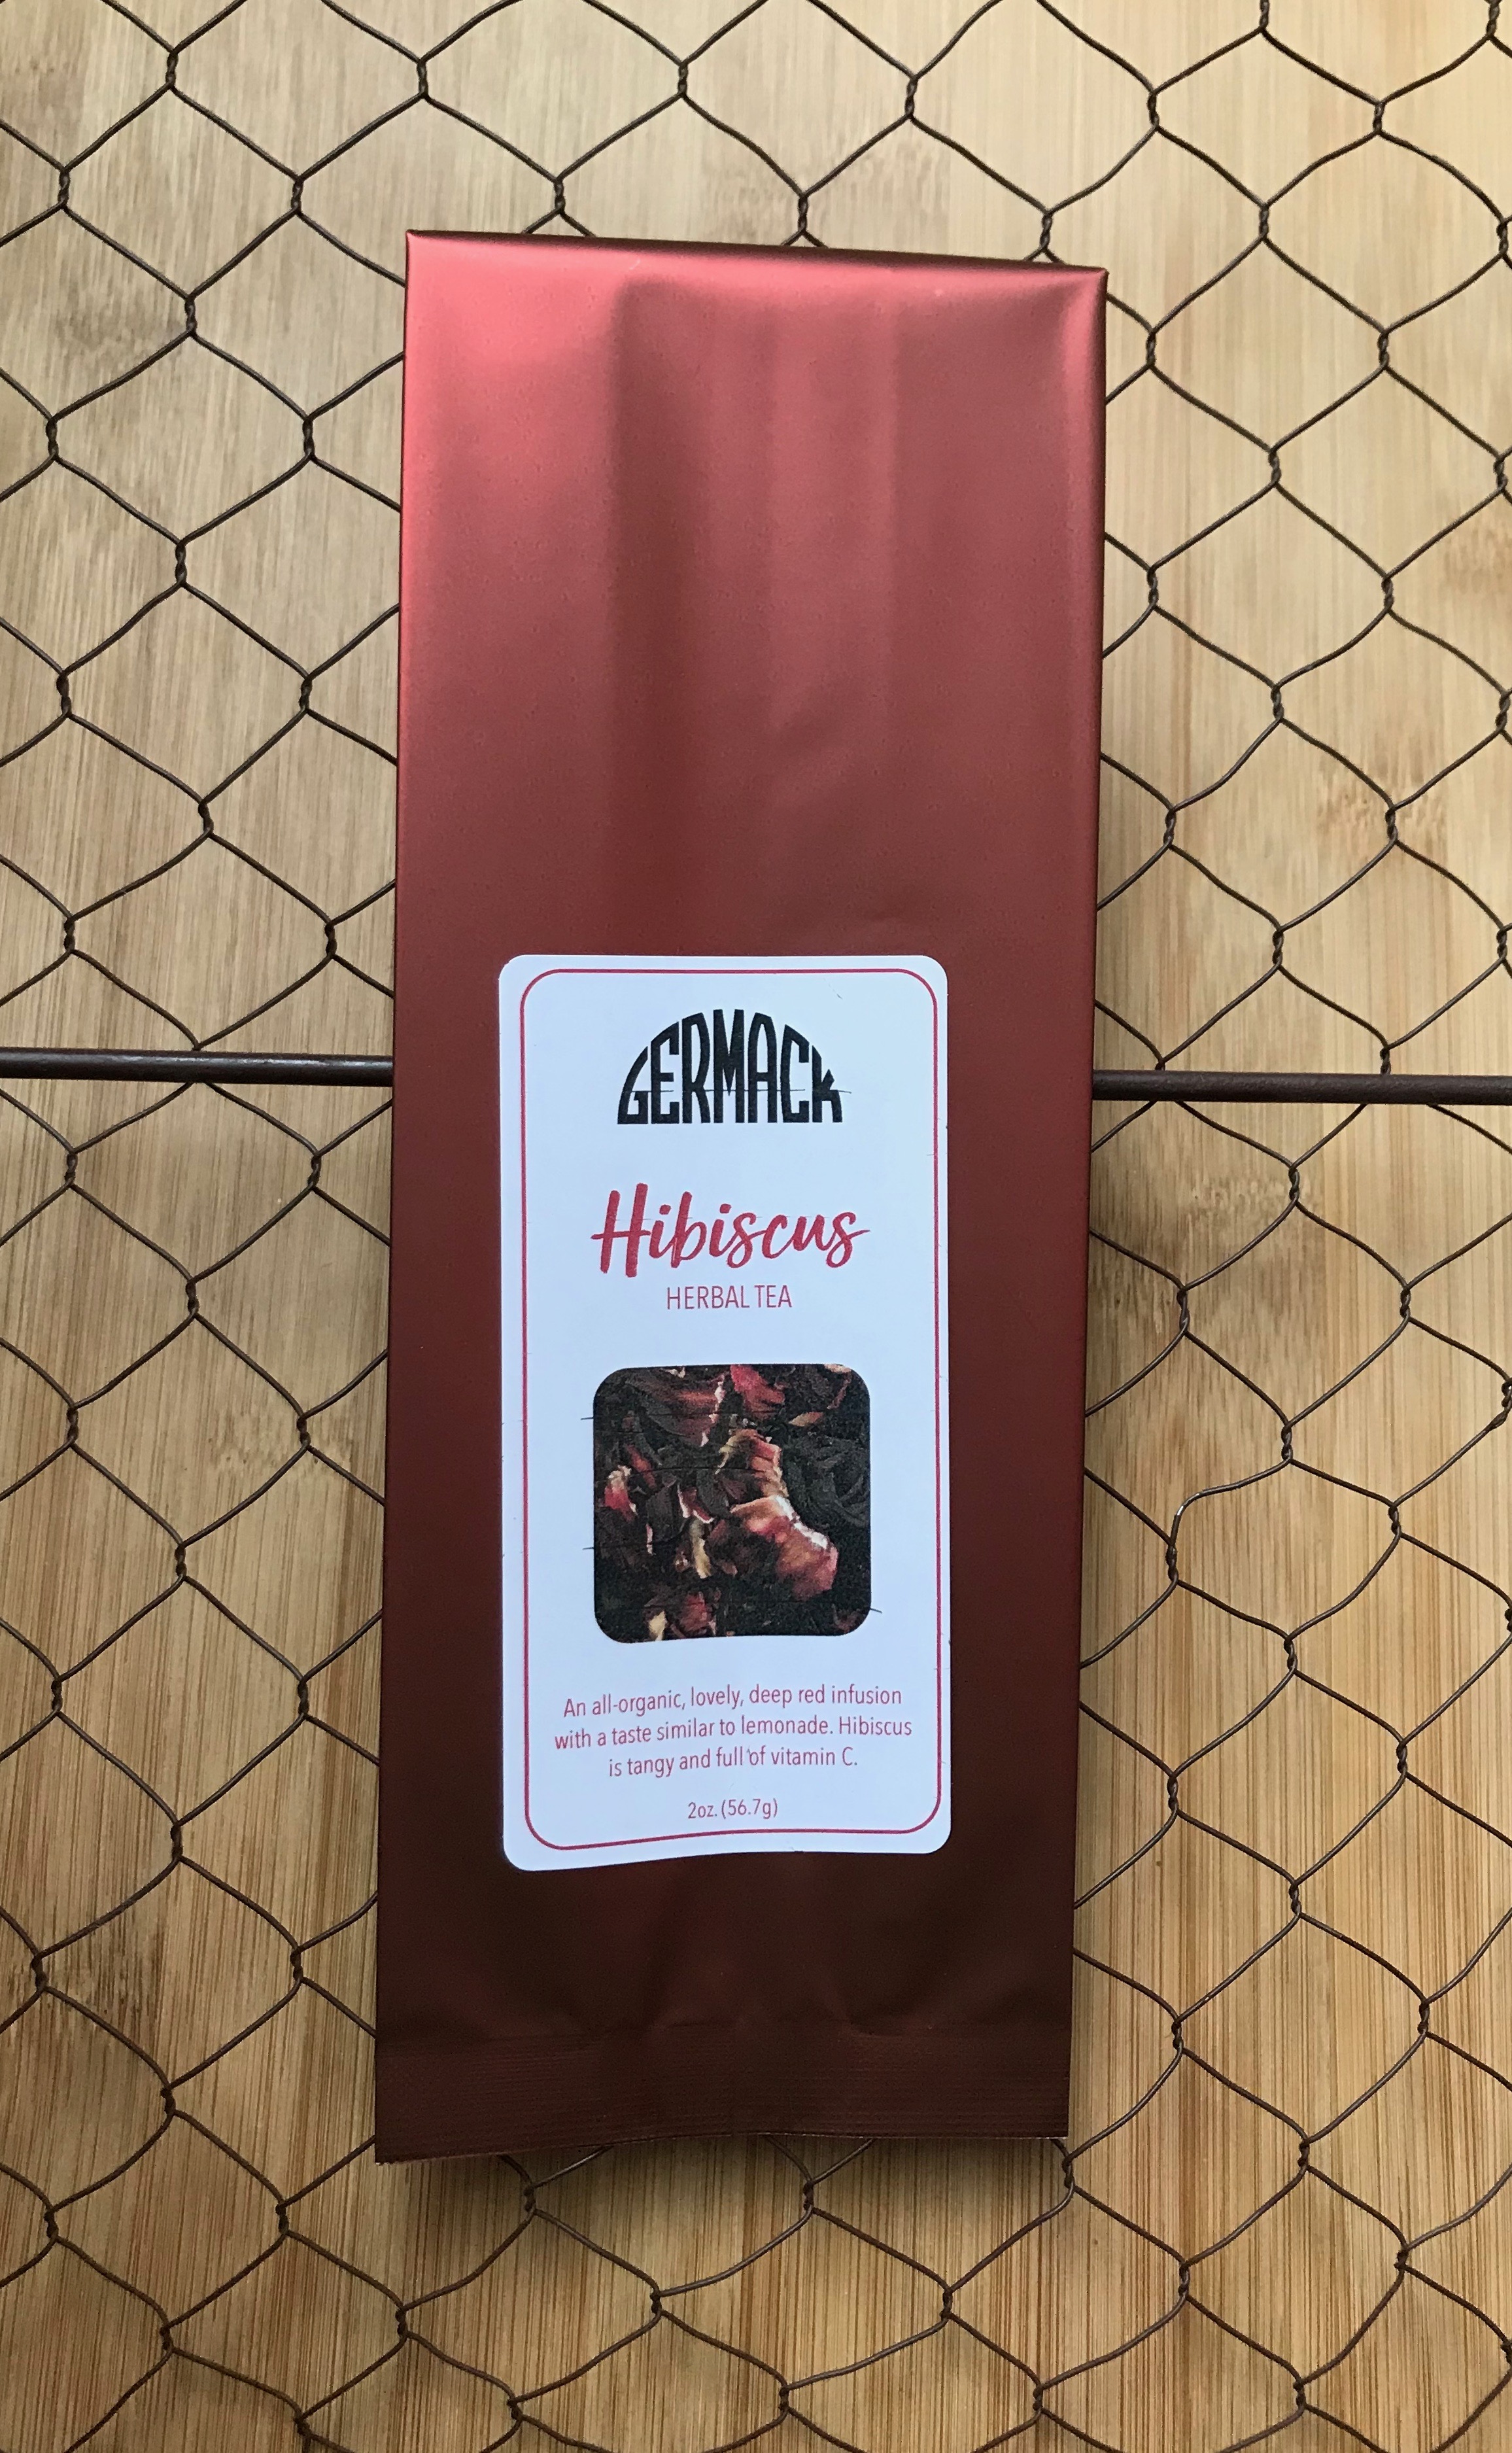 GERMACK
Hibiscus
HERBAL TEA
An all-organic, lovely, deep red infusion
with a taste similar to lemonade. Hibiscus
is tangy and full of vitamin C.
2oz. (56.7g)